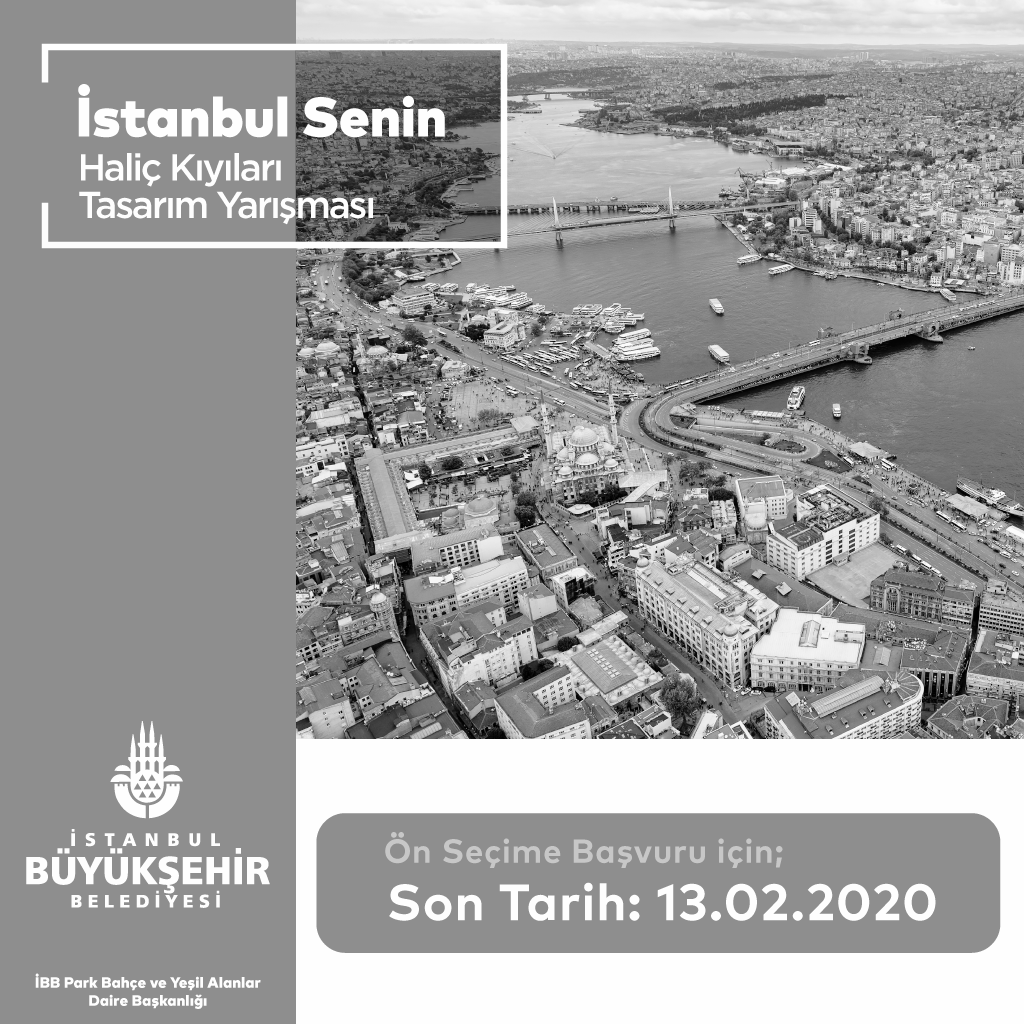 İstanbul Senin
Haliç Kıyıları
Tasarım Yarışması
İSTANBUL
BÜYÜKŞEHİR
BELEDİYESİ
İBB Park Bahçe ve Yeşil Alanlar
Daire Başkanlığı
Ön Seçime Başvuru için;
Son Tarih: 13.02.2020